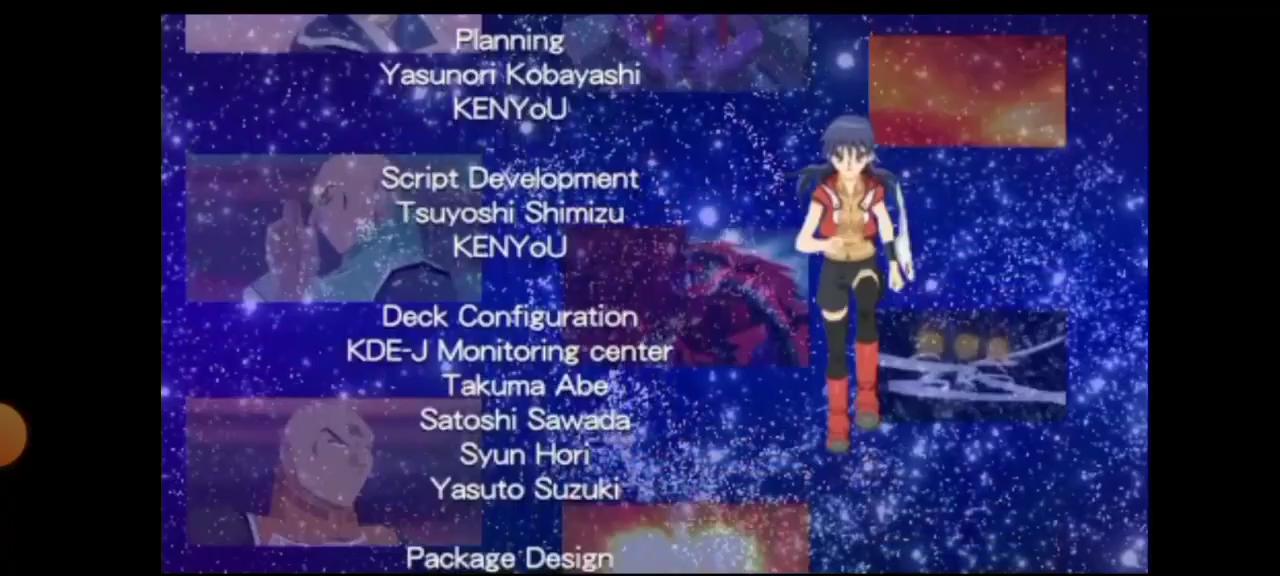 Planning
Yasunori Kobayashi
KENYoU
Script Development
Tsuyoshi Shimizu
KENYoU
Deck Configuration
KDE-J Monitoring center
Takuma Abe
Satoshi Sawada
Syun Hori
Yasuto Suzuki
Package Design